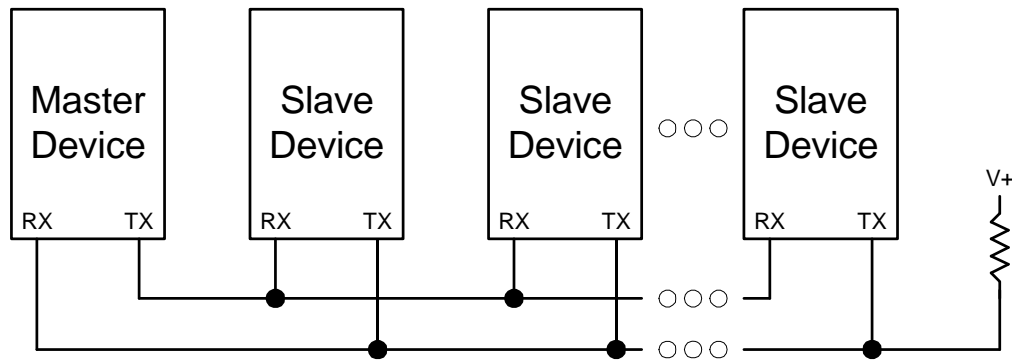 Master
Device
RX TX
Slave
Device
RX TX
Slave
Device
RX TX
Slave
Device
RX TX
V+